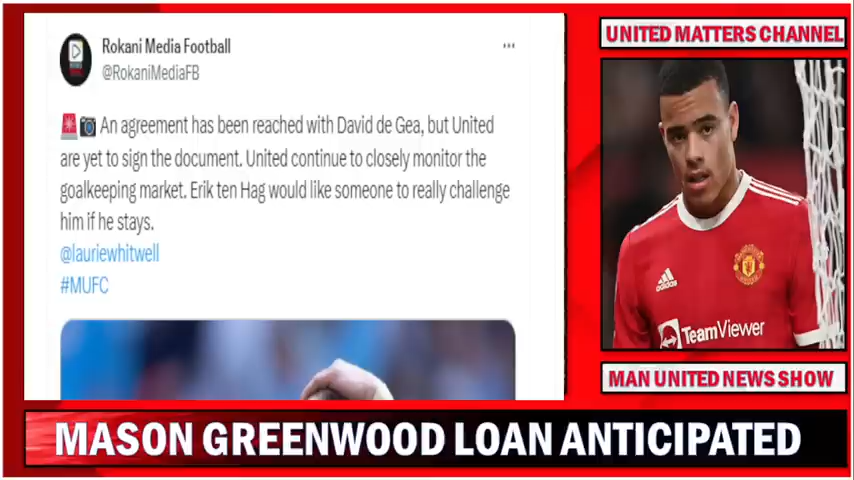 Rokani Media Football
@RokaniMediaFB
An agreement has been reached with David de Gea, but United
are yet to sign the document. United continue to closely monitor the
goalkeeping market. Erik ten Hag would like someone to really challenge
him if he stays.
@lauriewhitwell
#MUFC
UNITED MATTERS CHANNEL
adidas
TeamViewer
MAN UNITED NEWS SHOW
MASON GREENWOOD LOAN ANTICIPATED